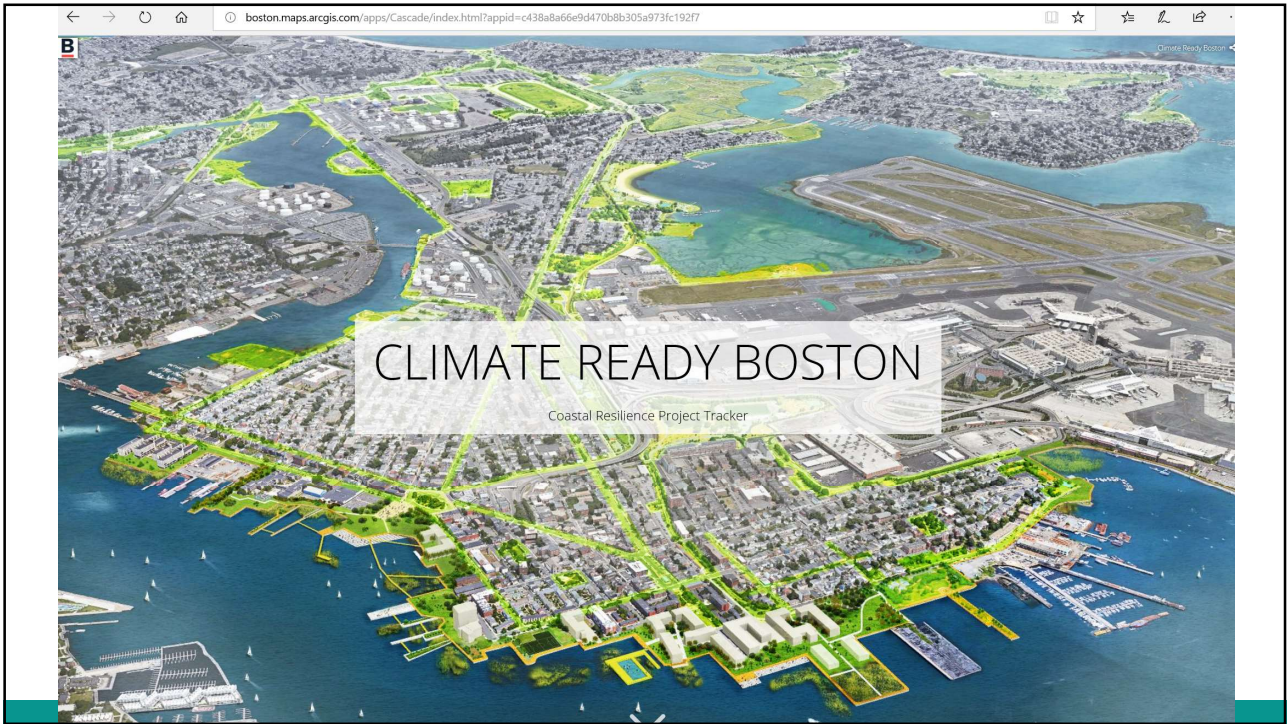 boston.maps.arcgis.com/apps/Cascade/index.html?appid=c438a8a66e9d470b8b305a973fc192f7
B
Climate Ready Boston
CLIMATE READY BOSTON
Coastal Resilience Project Tracker